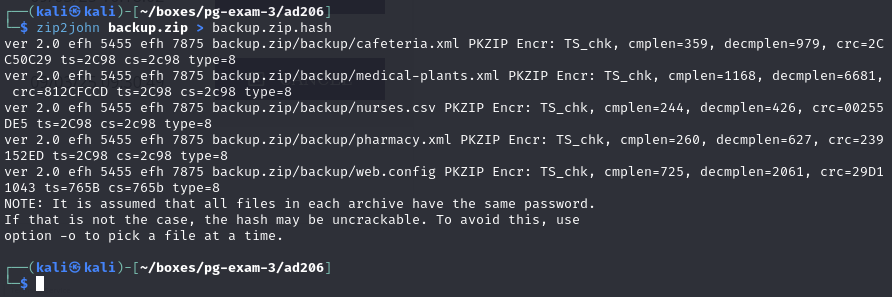 ┌──(kali㉿kali)-[~/boxes/pg-exam-3/ad206]
└─$ zip2john backup.zip > backup.zip.hash
ver 2.0 efh 5455 efh 7875 backup.zip/backup/cafeteria.xml PKZIP Encr: TS_chk, cmplen=359, decmplen=979, crc=2C
C50C29 ts=2C98 cs=2c98 type=8
ver 2.0 efh 5455 efh 7875 backup.zip/backup/medical-plants.xml PKZIP Encr: TS_chk, cmplen=1168, decmplen=6681,
 crc=812CFCCD ts=2C98 cs=2c98 type=8
ver 2.0 efh 5455 efh 7875 backup.zip/backup/nurses.csv PKZIP Encr: TS_chk, cmplen=244, decmplen=426, crc=00255
DE5 ts=2C98 cs=2c98 type=8
ver 2.0 efh 5455 efh 7875 backup.zip/backup/pharmacy.xml PKZIP Encr: TS_chk, cmplen=260, decmplen=627, crc=239
152ED ts=2C98 cs=2c98 type=8
ver 2.0 efh 5455 efh 7875 backup.zip/backup/web.config PKZIP Encr: TS_chk, cmplen=725, decmplen=2061, crc=29D1
1043 ts=765B cs=765b type=8
NOTE: It is assumed that all files in each archive have the same password.
If that is not the case, the hash may be uncrackable. To avoid this, use
option -o to pick a file at a time.
┌──(kali㉿kali)-[~/boxes/pg-exam-3/ad206]
└─$